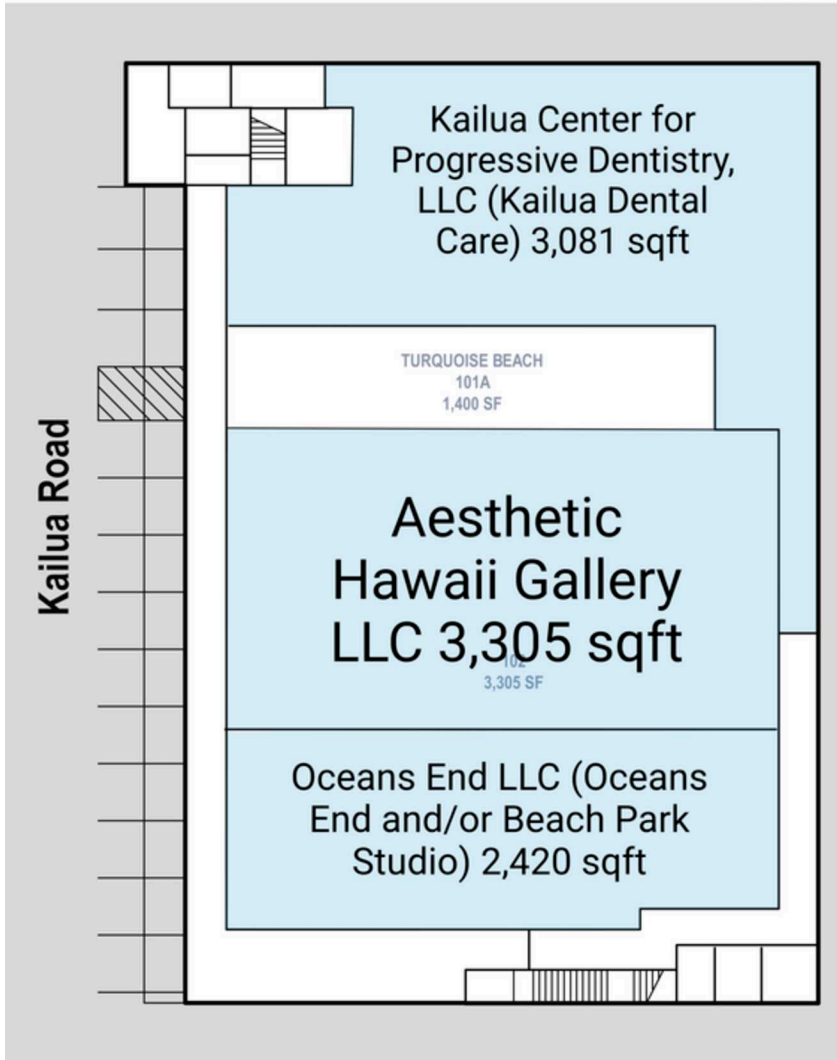 Kailua Center for
Progressive Dentistry,
LLC (Kailua Dental
Care) 3,081 sqft
TURQUOISE BEACH
101A
1,400 SF
Kailua Road
Aesthetic
Hawaii Gallery
LLC 3,305 sqft
102
3,305 SF
Oceans End LLC (Oceans
End and/or Beach Park
Studio) 2,420 sqft